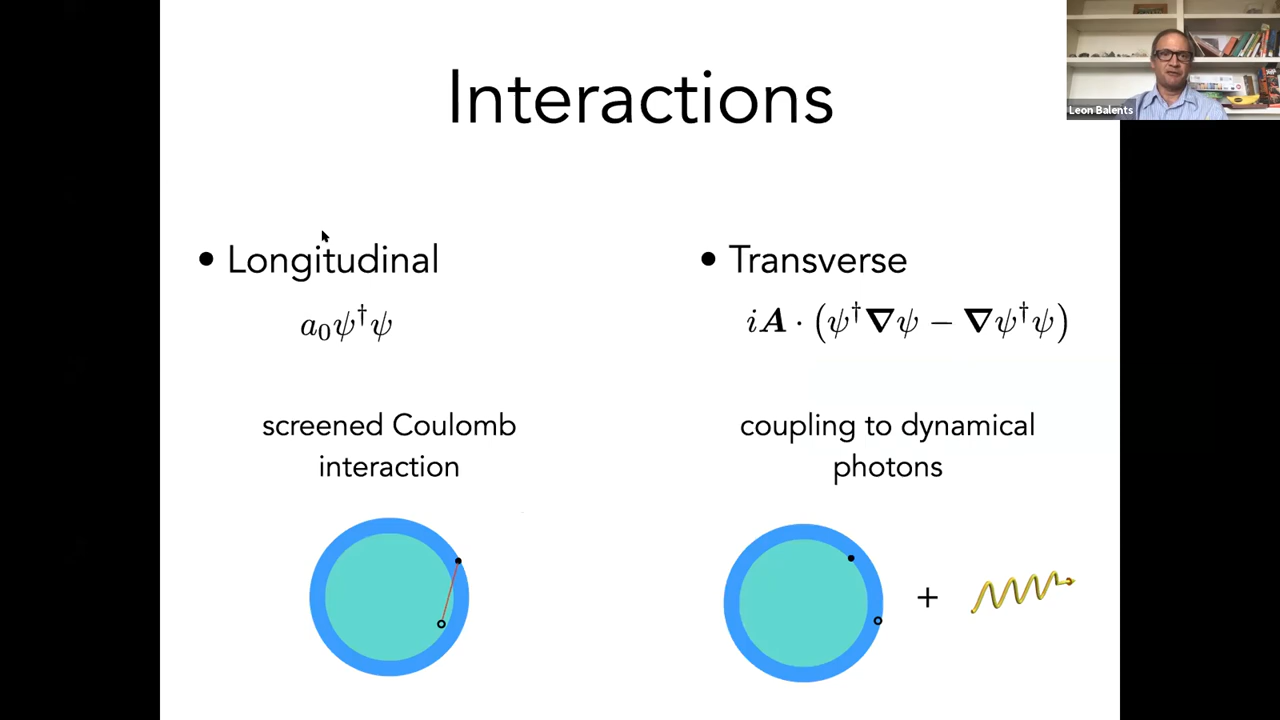 Interactions
Leon Balents
• Longitudinal
a₀ψ†ψ
screened Coulomb
interaction
• Transverse
iA · (ψ†∇ψ − ∇ψ†ψ)
coupling to dynamical
photons
+